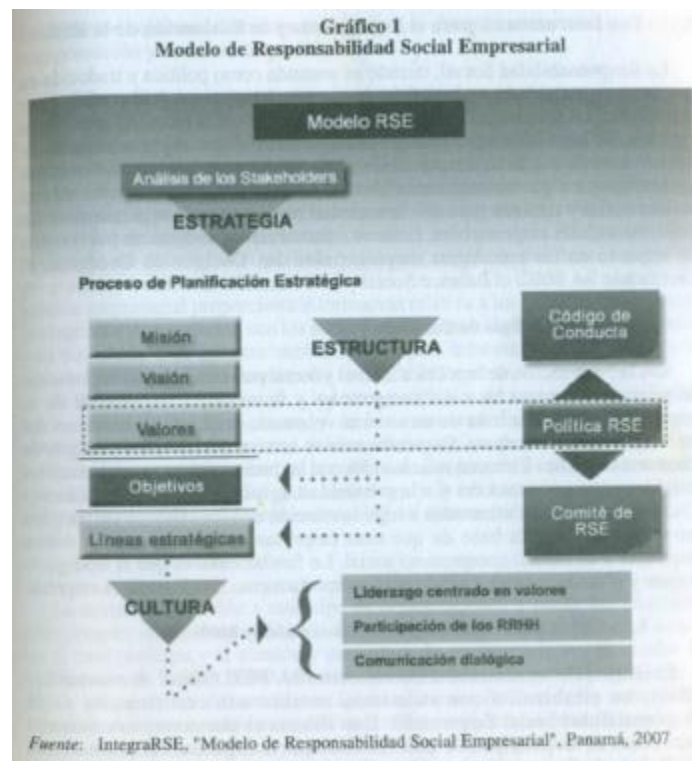 Gráfico 1
Modelo de Responsabilidad Social Empresarial
Modelo RSE
Análisis de los Stakeholders
ESTRATEGIA
Proceso de Planificación Estratégica
Misión
Visión
Valores
Objetivos
Líneas estratégicas
ESTRUCTURA
Código de
Conducta
Política RSE
Comité de
RSE
CULTURA
Liderazgo centrado en valores
Participación de los RRHH
Comunicación dialógica
Fuente: IntegraRSE, "Modelo de Responsabilidad Social Empresarial", Panamá, 2007